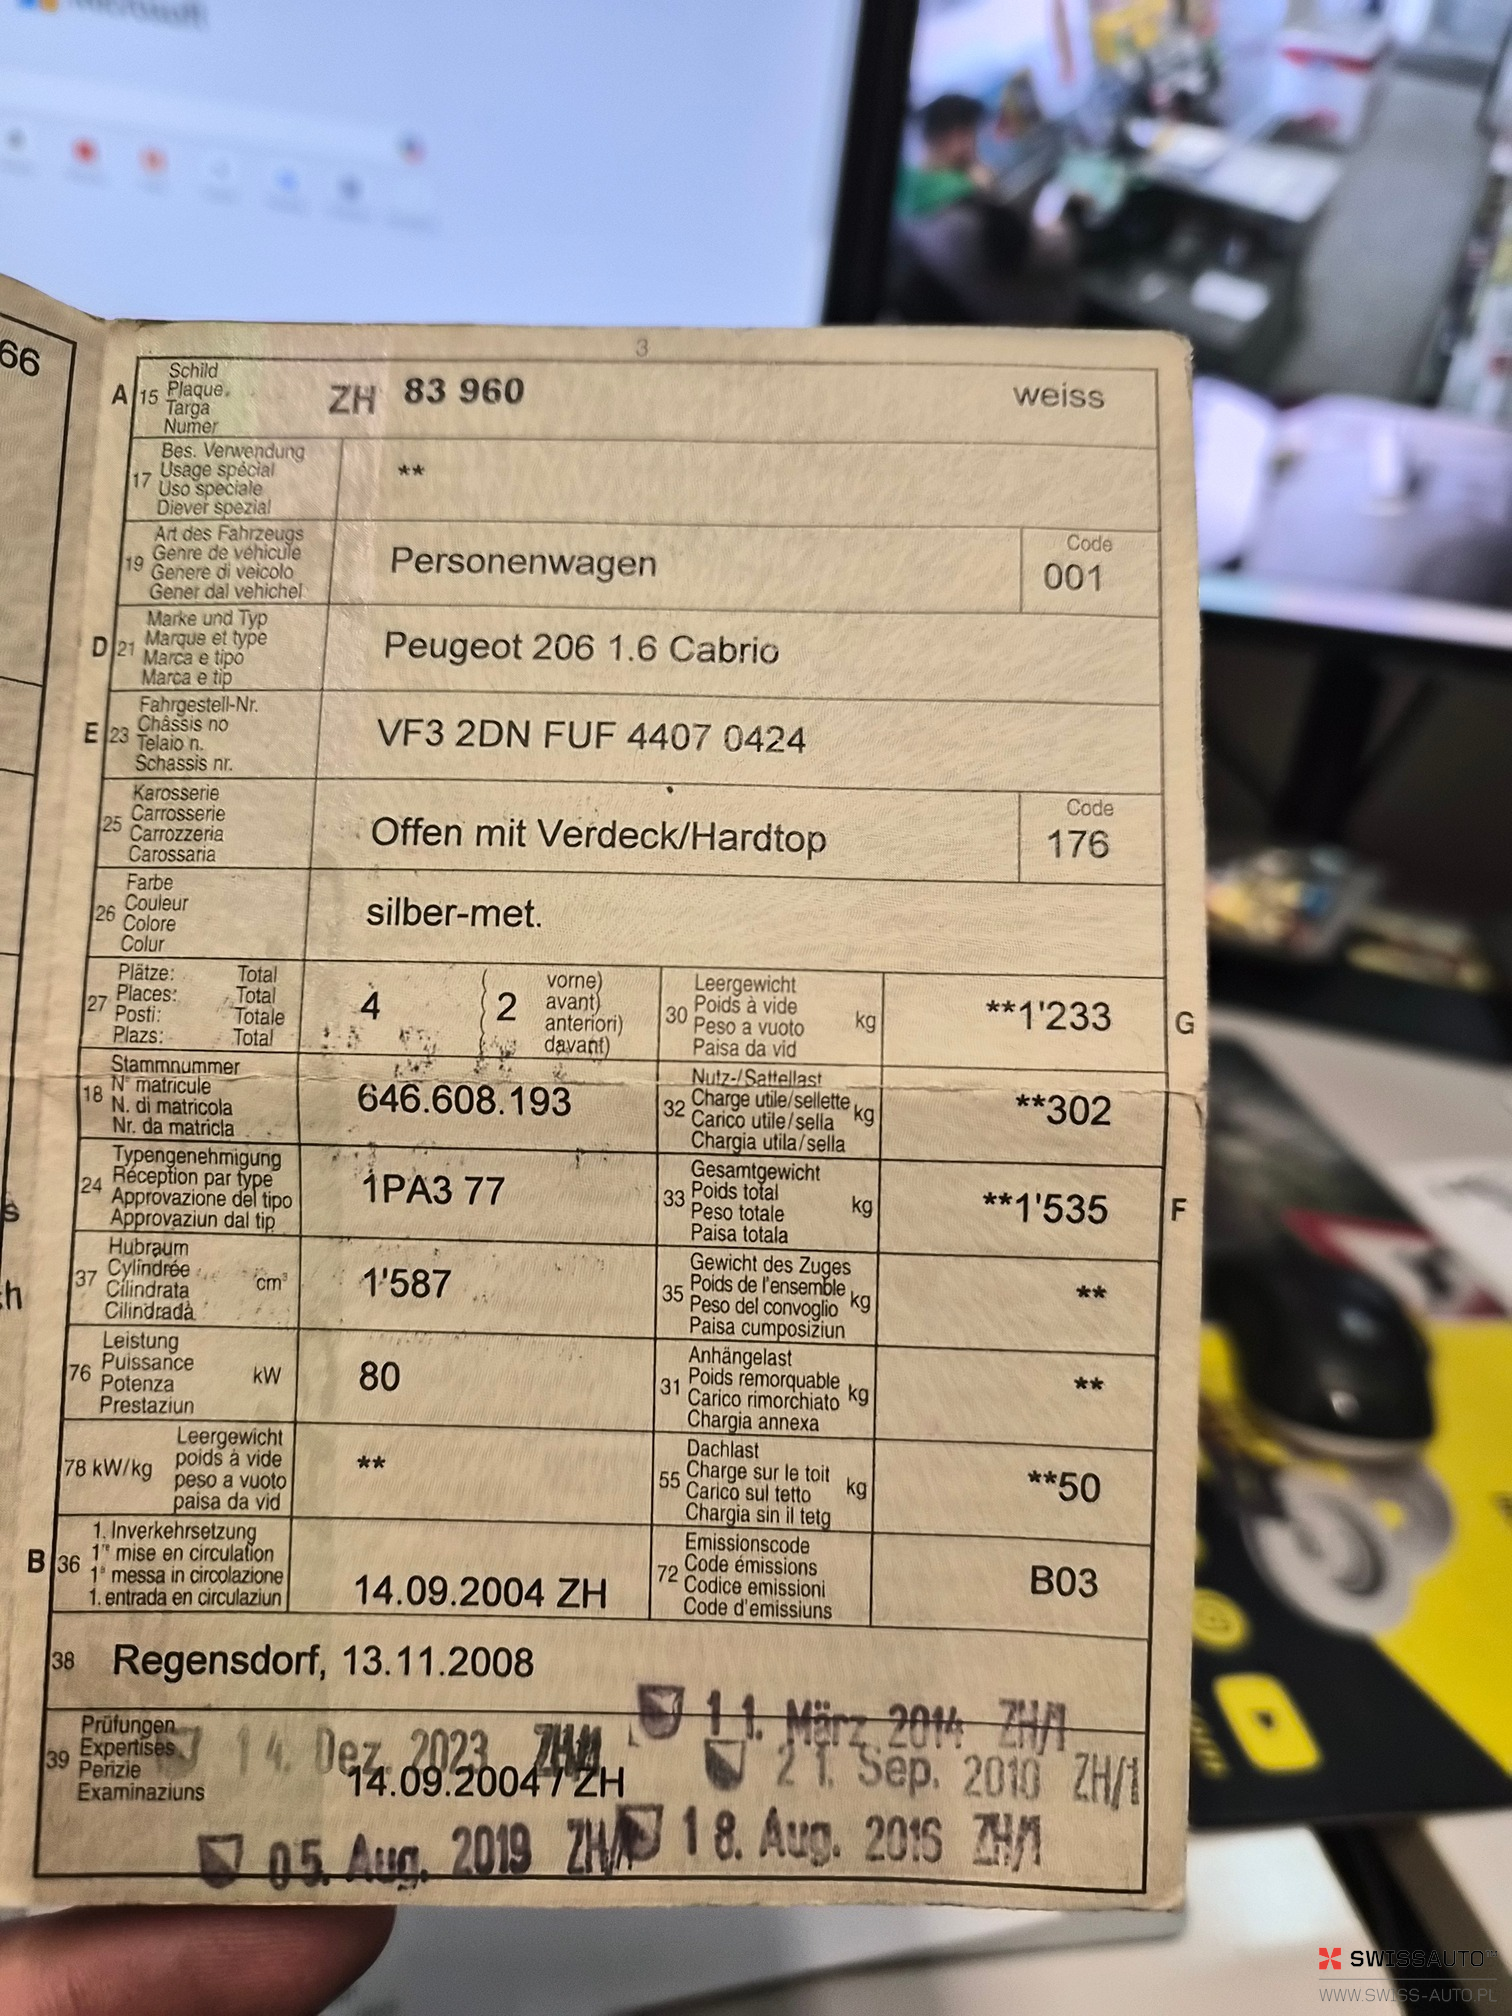 Microsoft
66
3
A 15 Schild
Plaque
Targa
Numer
ZH 83 960 weiss
17 Bes. Verwendung
Usage spécial
Uso speciale
Diever spezial
**
19 Art des Fahrzeugs
Genre de véhicule
Genere di veicolo
Gener dal vehichel
Personenwagen
Code
001
D 21 Marke und Typ
Marque et type
Marca e tipo
Marca e tip
Peugeot 206 1.6 Cabrio
E 23 Fahrgestell-Nr.
Châssis no
Telaio n.
Schassis nr.
VF3 2DN FUF 4407 0424
25 Karosserie
Carrosserie
Carrozzeria
Carossaria
Offen mit Verdeck/Hardtop
Code
176
26 Farbe
Couleur
Colore
Colur
silber-met.
27 Plätze: Total
Places: Total
Posti: Totale
Plazs: Total
4 ( 2 vorne)
avant)
anteriori)
davant)
30 Leergewicht
Poids à vide
Peso a vuoto
Paisa da vid
kg
**1'233
G
18 Stammnummer
N° matricule
N. di matricola
Nr. da matricla
646.608.193
32 Nutz-/Sattellast
Charge utile/sellette
Carico utile/sella
Chargia utila/sella
kg
**302
24 Typengenehmigung
Réception par type
Approvazione del tipo
Approvaziun dal tip
1PA3 77
33 Gesamtgewicht
Poids total
Peso totale
Paisa totala
kg
**1'535
F
37 Hubraum
Cylindrée
Cilindrata
Cilindrada
cm³
1'587
35 Gewicht des Zuges
Poids de l'ensemble
Peso del convoglio
Paisa cumposiziun
kg
**
76 Leistung
Puissance
Potenza
Prestaziun
kW
80
31 Anhängelast
Poids remorquable
Carico rimorchiato
Chargia annexa
kg
**
78 kW/kg Leergewicht
poids à vide
peso a vuoto
paisa da vid
**
55 Dachlast
Charge sur le toit
Carico sul tetto
Chargia sin il tetg
kg
**50
B 36 1. Inverkehrsetzung
1re mise en circulation
1a messa in circolazione
1. entrada en circulaziun
14.09.2004 ZH
72 Emissionscode
Code émissions
Codice emissioni
Code d'emissiuns
B03
38 Regensdorf, 13.11.2008
39 Prüfungen
Expertises
Perizie
Examinaziuns
11. März 2014 ZH/1
14. Dez. 2023 ZH/1
14.09.2004 / ZH
21. Sep. 2010 ZH/1
05. Aug. 2019 ZH/1
18. Aug. 2016 ZH/1
SWISSAUTO
WWW.SWISS-AUTO.PL